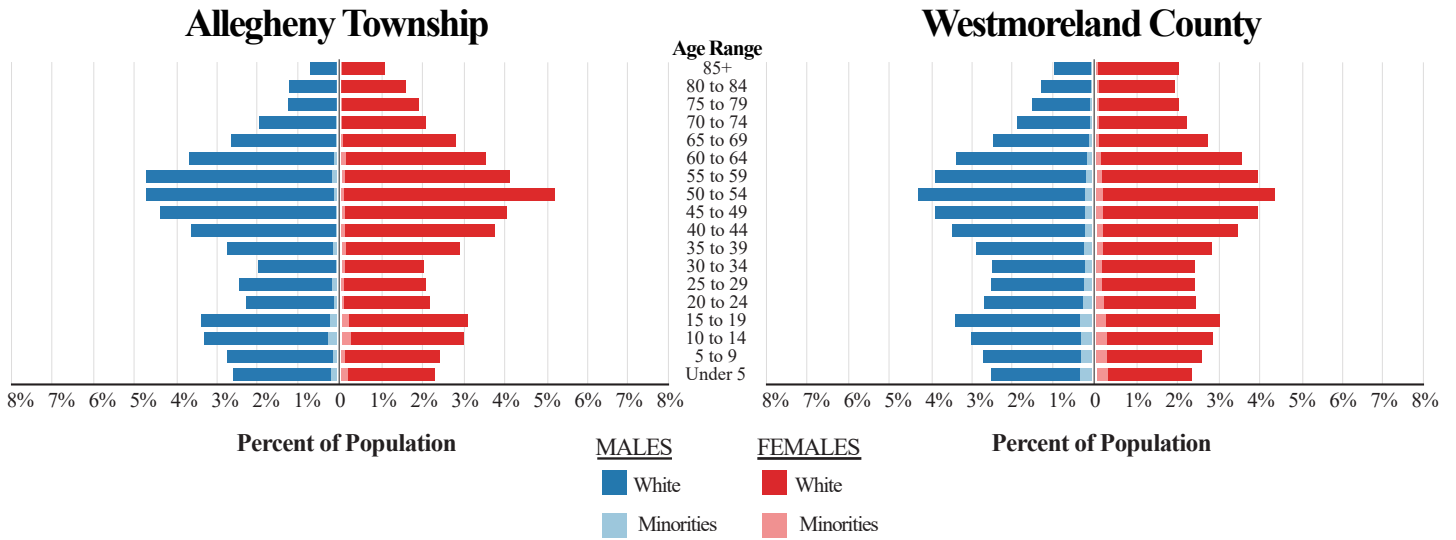 Allegheny Township
Westmoreland County
Age Range
85+
80 to 84
75 to 79
70 to 74
65 to 69
60 to 64
55 to 59
50 to 54
45 to 49
40 to 44
35 to 39
30 to 34
25 to 29
20 to 24
15 to 19
10 to 14
5 to 9
Under 5
8% 7% 6% 5% 4% 3% 2% 1% 0 1% 2% 3% 4% 5% 6% 7% 8%
8% 7% 6% 5% 4% 3% 2% 1% 0 1% 2% 3% 4% 5% 6% 7% 8%
Percent of Population
Percent of Population
MALES
FEMALES
White
White
Minorities
Minorities